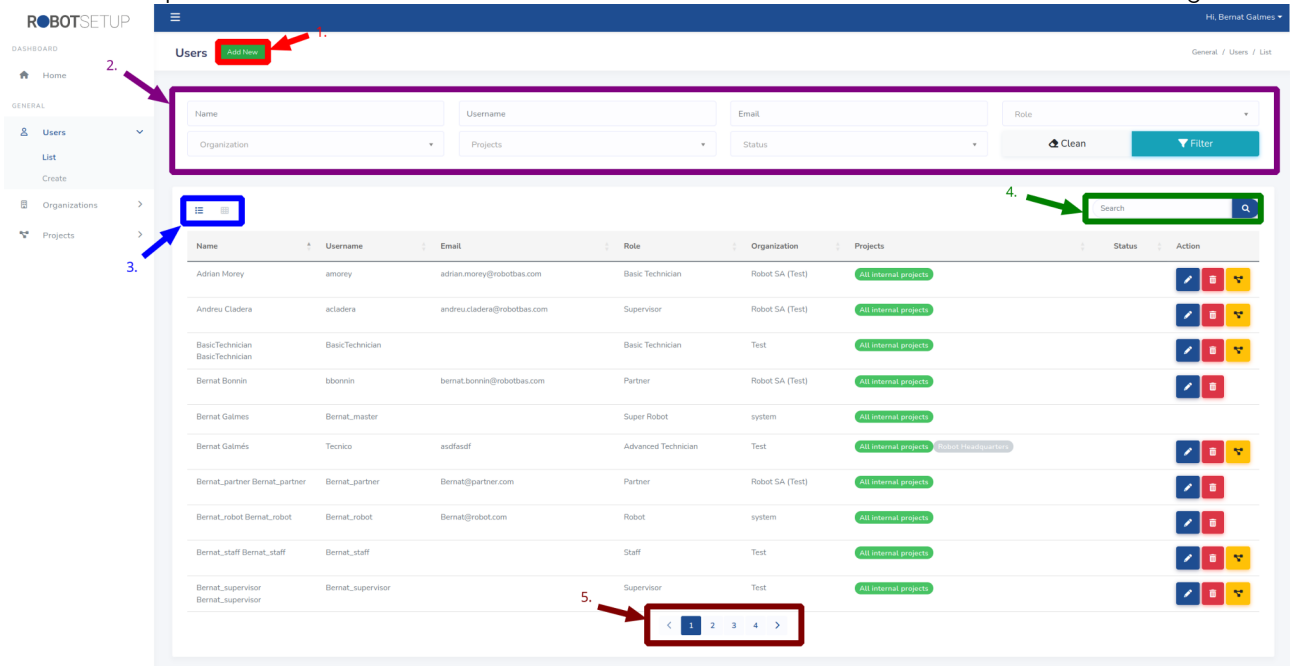 ROBOTSETUP
Hi, Bernat Galmes
DASHBOARD
Users Add New
1.
General / Users / List
Home
2.
GENERAL
Name Username Email Role
Users
Organization Projects Status Clean Filter
List
Create
4.
Organizations
Search
Projects
3.
Name Username Email Role Organization Projects Status Action
Adrian Morey amorey adrian.morey@robotbas.com Basic Technician Robot SA (Test) All internal projects
Andreu Cladera acladera andreu.cladera@robotbas.com Supervisor Robot SA (Test) All internal projects
BasicTechnician BasicTechnician Basic Technician Test All internal projects
BasicTechnician
Bernat Bonnin bbonnin bernat.bonnin@robotbas.com Partner Robot SA (Test) All internal projects
Bernat Galmes Bernat_master Super Robot system All internal projects
Bernat Galmés Tecnico asdfasdf Advanced Technician Test All internal projects Robot Headquarters
Bernat_partner Bernat_partner Bernat_partner Bernat@partner.com Partner Robot SA (Test) All internal projects
Bernat_robot Bernat_robot Bernat_robot Bernat@robot.com Robot system All internal projects
Bernat_staff Bernat_staff Bernat_staff Staff Test All internal projects
Bernat_supervisor Bernat_supervisor Supervisor Test All internal projects
Bernat_supervisor
5.
1 2 3 4